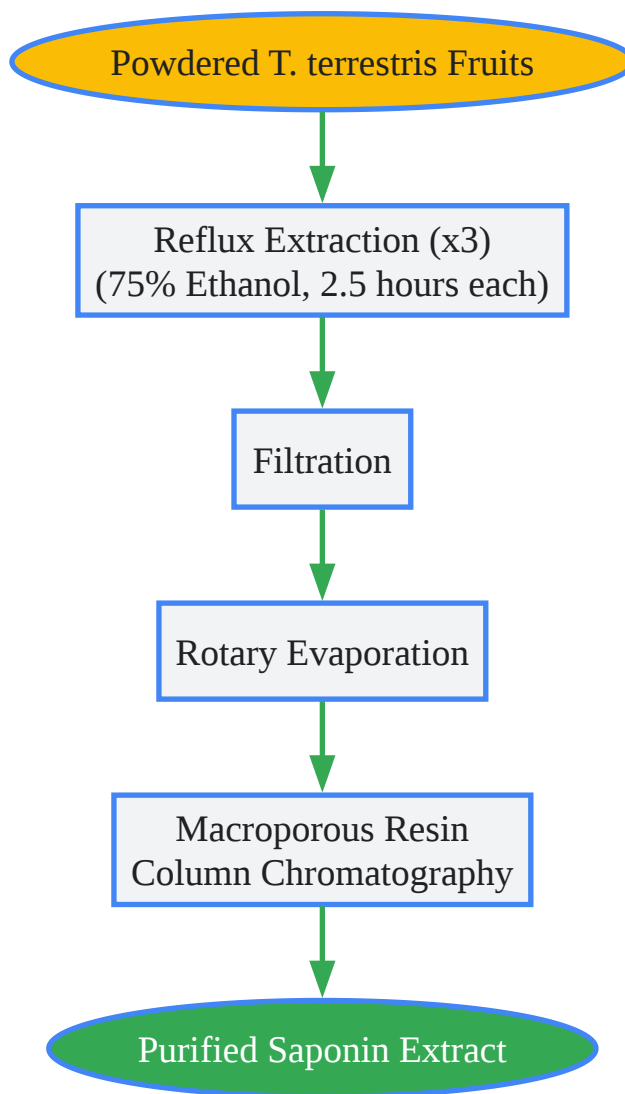 Powdered T. terrestris Fruits
Reflux Extraction (x3)
(75% Ethanol, 2.5 hours each)
Filtration
Rotary Evaporation
Macroporous Resin
Column Chromatography
Purified Saponin Extract